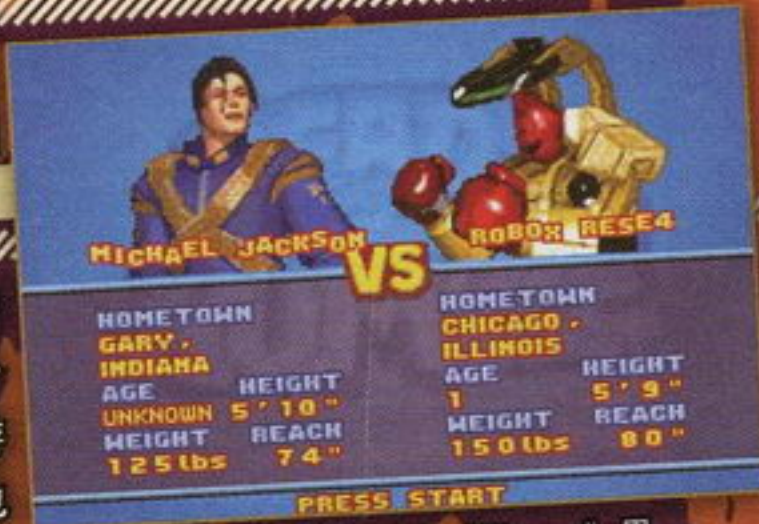 MICHAEL JACKSON
VS
ROBOX RESE4
HOMETOWN
GARY,
INDIANA
AGE HEIGHT
UNKNOWN 5'10"
WEIGHT REACH
125lbs 74"
HOMETOWN
CHICAGO,
ILLINOIS
AGE HEIGHT
1 5'9"
WEIGHT REACH
150lbs 80"
PRESS START